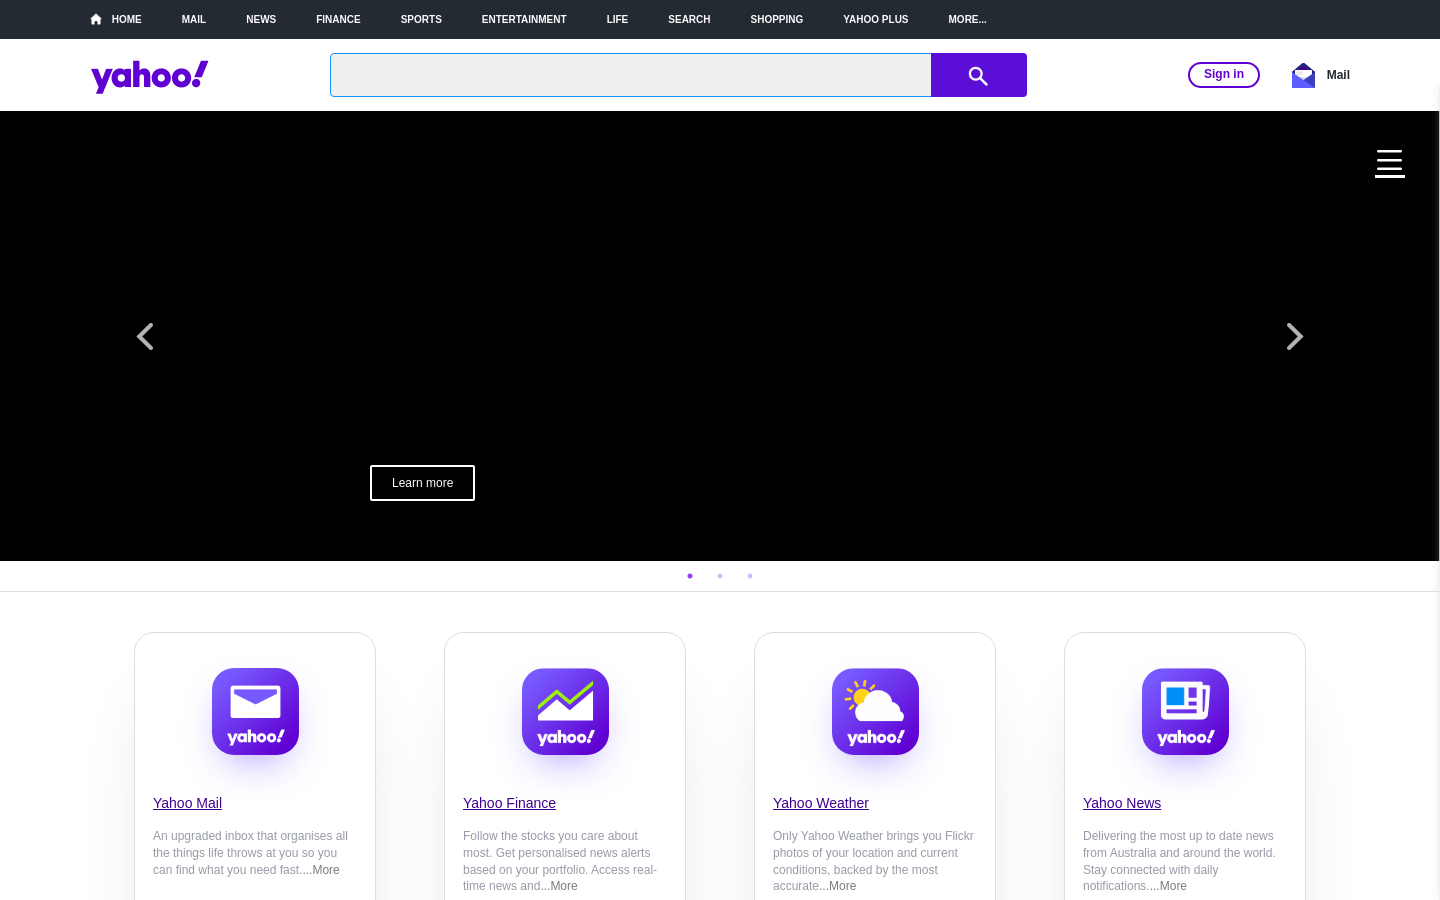 HOME MAIL NEWS FINANCE SPORTS ENTERTAINMENT LIFE SEARCH SHOPPING YAHOO PLUS MORE...
yahoo!
Sign in
Mail
Learn more
yahoo!
Yahoo Mail
An upgraded inbox that organises all
the things life throws at you so you
can find what you need fast....More
yahoo!
Yahoo Finance
Follow the stocks you care about
most. Get personalised news alerts
based on your portfolio. Access real-
time news and...More
yahoo!
Yahoo Weather
Only Yahoo Weather brings you Flickr
photos of your location and current
conditions, backed by the most
accurate...More
yahoo!
Yahoo News
Delivering the most up to date news
from Australia and around the world.
Stay connected with daily
notifications....More